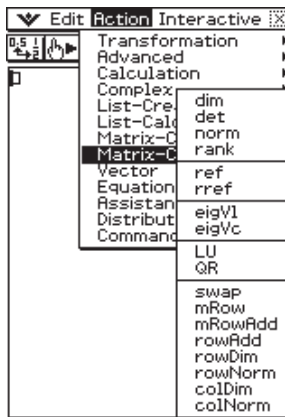 Edit Action Interactive
Transformation
Advanced
Calculation
Complex
List-Cre
List-Calc
Matrix-C
Matrix-C
Vector
Equation
Assistan
Distribut
Command
dim
det
norm
rank
ref
rref
eigVl
eigVc
LU
QR
swap
mRow
mRowAdd
rowAdd
rowDim
rowNorm
colDim
colNorm